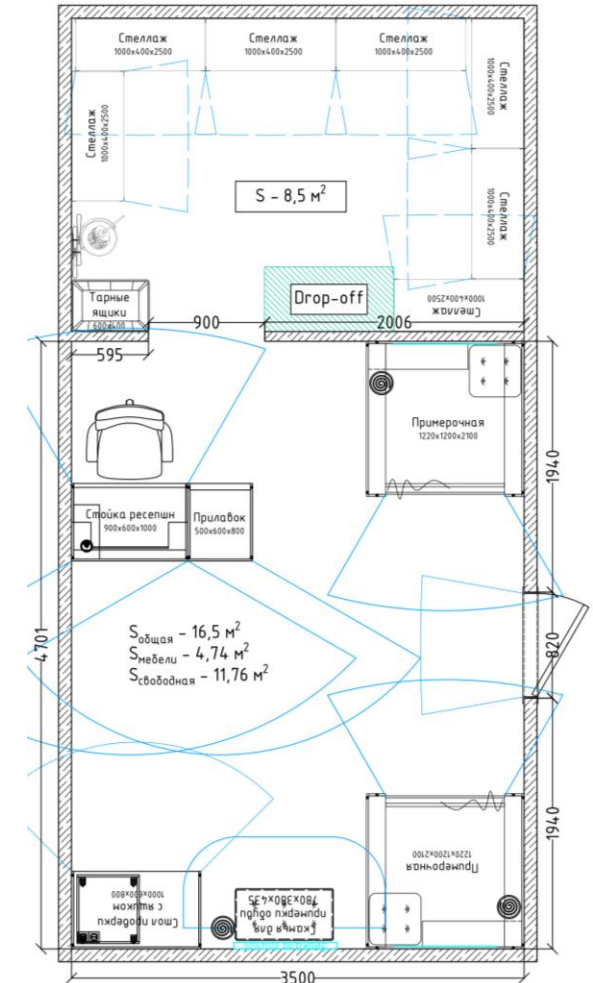 Стеллаж
1000x400x2500
Стеллаж
1000x400x2500
Стеллаж
1000x400x2500
Стеллаж
1000x400x2500
Стеллаж
1000x400x2500
S - 8,5 м²
Стеллаж
1000x400x2500
Стеллаж
1000x400x2500
Тарные
ящики
600x400
Drop-off
900
2006
595
Примерочная
1220x1200x2100
1940
Стойка ресепшн
900x600x1000
Прилавок
500x600x800
4701
Sобщая - 16,5 м²
Sмебели - 4,74 м²
Sсвободная - 11,76 м²
820
Примерочная
1220x1200x2100
1940
Стол проверки
с ящиком
1000x600x800
Скамья для
примерки обуви
780x380x435
3500